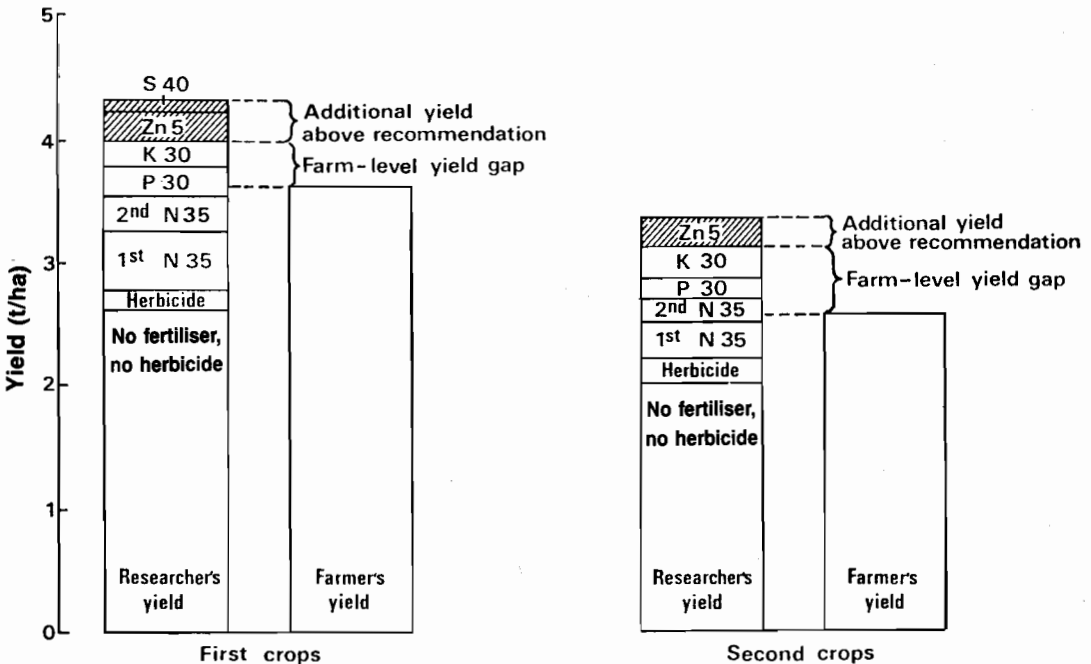 Yield (t/ha)
5
4
3
2
1
0
S 40
Zn 5
K 30
P 30
2nd N 35
1st N 35
Herbicide
No fertiliser,
no herbicide
Researcher's
yield
Additional yield
above recommendation
Farm-level yield gap
Farmer's
yield
First crops
Zn 5
K 30
P 30
2nd N 35
1st N 35
Herbicide
No fertiliser,
no herbicide
Researcher's
yield
Additional yield
above recommendation
Farm-level yield gap
Farmer's
yield
Second crops